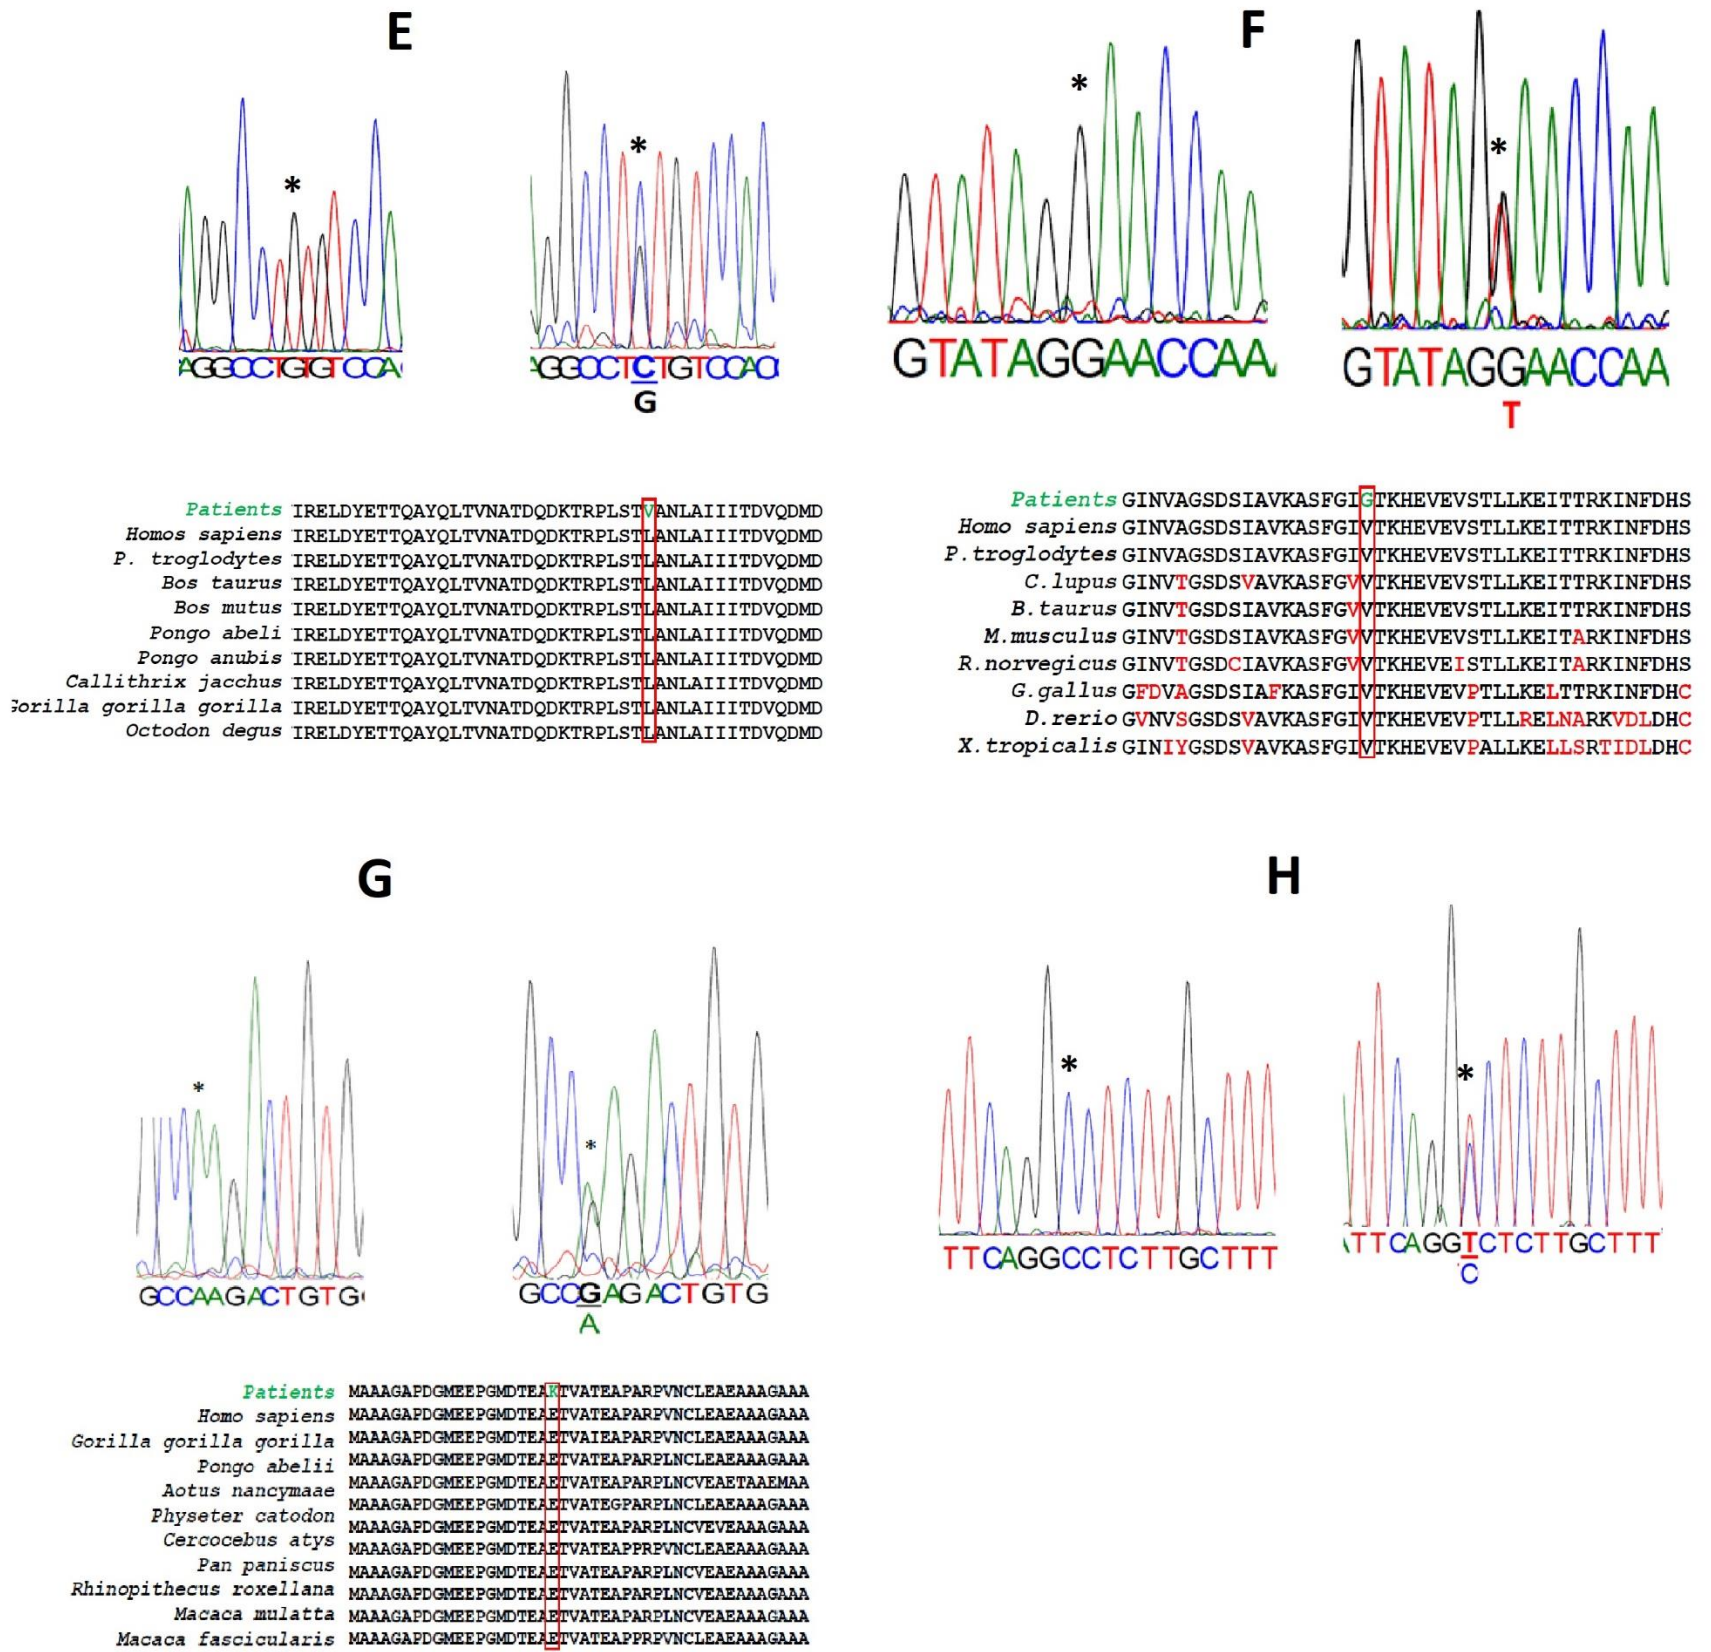 E
*
*
AGGCCTGTGTCCA
AGGCCTCTGTCCAC
G
Patients IRELDYETTQAYQLTVNATDQDKTRPLSTVANLAIIITDVQDMD
Homos sapiens IRELDYETTQAYQLTVNATDQDKTRPLSTLANLAIIITDVQDMD
P. troglodytes IRELDYETTQAYQLTVNATDQDKTRPLSTLANLAIIITDVQDMD
Bos taurus IRELDYETTQAYQLTVNATDQDKTRPLSTLANLAIIITDVQDMD
Bos mutus IRELDYETTQAYQLTVNATDQDKTRPLSTLANLAIIITDVQDMD
Pongo abeli IRELDYETTQAYQLTVNATDQDKTRPLSTLANLAIIITDVQDMD
Pongo anubis IRELDYETTQAYQLTVNATDQDKTRPLSTLANLAIIITDVQDMD
Callithrix jacchus IRELDYETTQAYQLTVNATDQDKTRPLSTLANLAIIITDVQDMD
Gorilla gorilla gorilla IRELDYETTQAYQLTVNATDQDKTRPLSTLANLAIIITDVQDMD
Octodon degus IRELDYETTQAYQLTVNATDQDKTRPLSTLANLAIIITDVQDMD
F
*
*
GTATAGGAACCAA
GTATAGGAACCAA
T
Patients GINVAGSDSIAVKASFGIGTKHEVEVSTLLKEITTRKINFDHS
Homo sapiens GINVAGSDSIAVKASFGIVTKHEVEVSTLLKEITTRKINFDHS
P.troglodytes GINVAGSDSIAVKASFGIVTKHEVEVSTLLKEITTRKINFDHS
C.lupus GINVTGSDSVAVKASFGVVTKHEVEVSTLLKEITTRKINFDHS
B.taurus GINVTGSDSIAVKASFGVVTKHEVEVSTLLKEITTRKINFDHS
M.musculus GINVTGSDSIAVKASFGVVTKHEVEVSTLLKEITARKINFDHS
R.norvegicus GINVTGSDCIAVKASFGVVTKHEVEISTLLKEITARKINFDHS
G.gallus GFDVAGSDSIAFKASFGIVTKHEVEVPTLLKELTTRKINFDHC
D.rerio GVNVSGSDSVAVKASFGIVTKHEVEVPTLLRELNARKVDLDHC
X.tropicalis GINIYGSDSVAVKASFGIVTKHEVEVPALLKELLSRTIDLDHC
G
*
*
GCCAAGACTGTG
GCCGAGACTGTG
A
Patients MAAAGAPDGMEEPGMDTEAKTVATEAPARPVNCLEAEAAAGAAA
Homo sapiens MAAAGAPDGMEEPGMDTEAETVATEAPARPVNCLEAEAAAGAAA
Gorilla gorilla gorilla MAAAGAPDGMEEPGMDTEAETVAIEAPARPVNCLEAEAAAGAAA
Pongo abelii MAAAGAPDGMEEPGMDTEAETVATEAPARPLNCLEAEAAAGAAA
Aotus nancymaae MAAAGAPDGMEEPGMDTEAETVATEAPARPLNCVEAETAAEMAA
Physeter catodon MAAAGAPDGMEEPGMDTEAETVATEGPARPLNCLEAEAAAGAAA
Cercocebus atys MAAAGAPDGMEEPGMDTEAETVATEAPARPLNCVEVEAAAGAAA
Pan paniscus MAAAGAPDGMEEPGMDTEAETVATEAPPRPVNCLEAEAAAGAAA
Rhinopithecus roxellana MAAAGAPDGMEEPGMDTEAETVATEAPARPLNCVEAEAAAGAAA
Macaca mulatta MAAAGAPDGMEEPGMDTEAETVATEAPARPLNCVEAEAAAGAAA
Macaca fascicularis MAAAGAPDGMEEPGMDTEAETVATEAPPRPVNCLEAEAAAGAAA
H
*
*
TTCAGGCCTCTTGCTTT
TTCAGGTCTCTTGCTTT
C